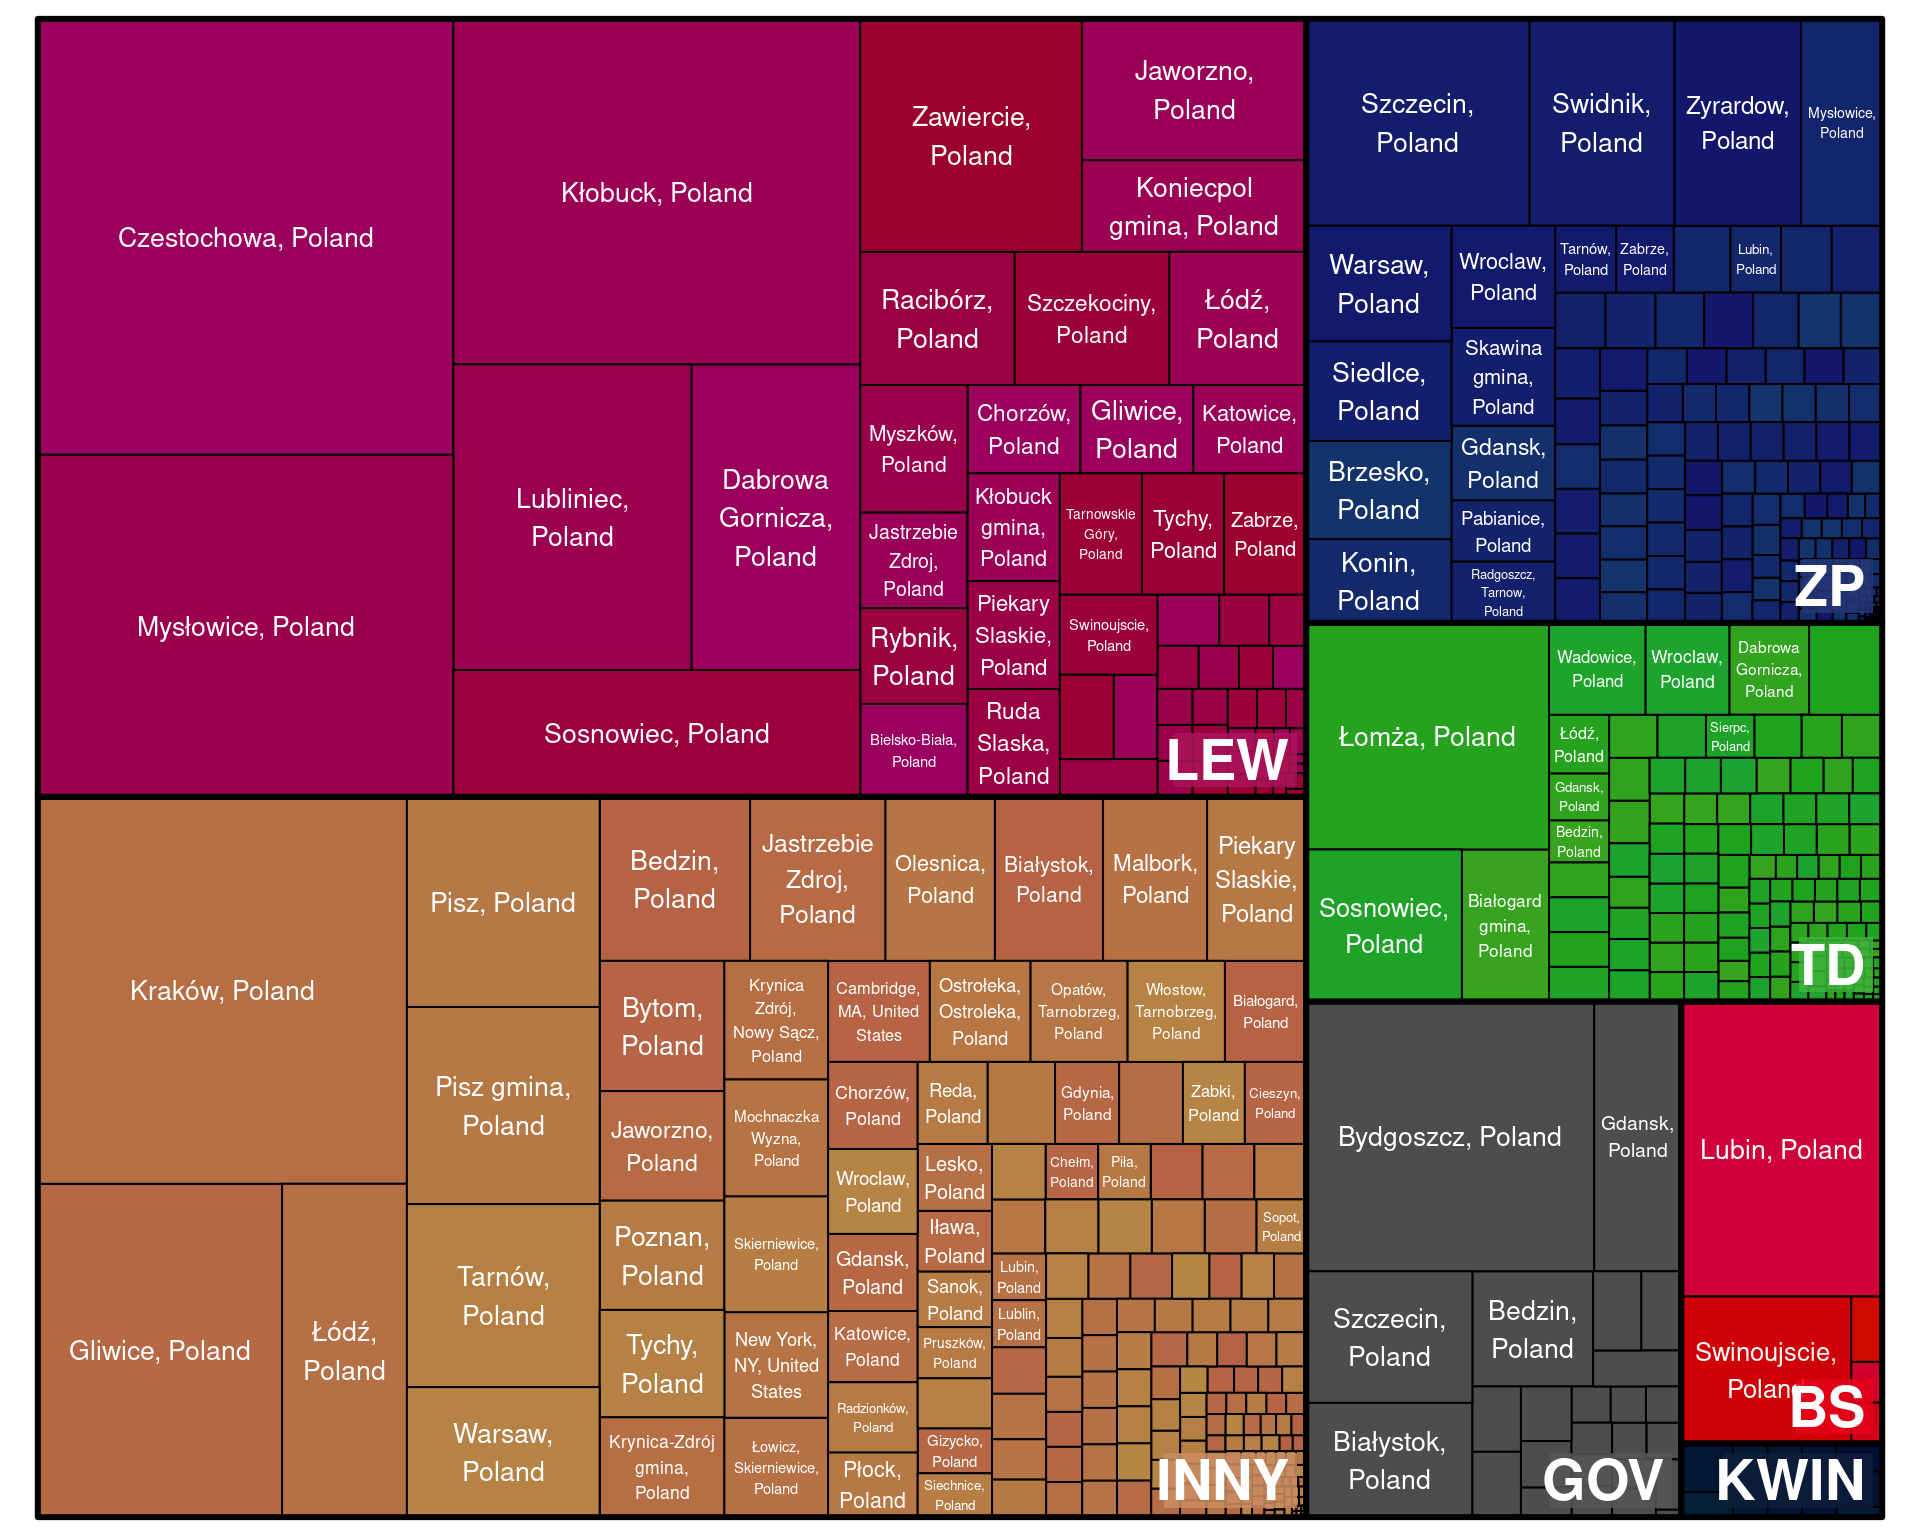 Czestochowa, Poland
Mysłowice, Poland
Kłobuck, Poland
Lubliniec,
Poland
Dabrowa
Gornicza,
Poland
Sosnowiec, Poland
Zawiercie,
Poland
Jaworzno,
Poland
Koniecpol
gmina, Poland
Racibórz,
Poland
Szczekociny,
Poland
Łódź,
Poland
Myszków,
Poland
Jastrzebie
Zdroj,
Poland
Rybnik,
Poland
Bielsko-Biała,
Poland
Chorzów,
Poland
Gliwice,
Poland
Katowice,
Poland
Kłobuck
gmina,
Poland
Piekary
Slaskie,
Poland
Ruda
Slaska,
Poland
Tarnowskie
Góry,
Poland
Tychy,
Poland
Zabrze,
Poland
Swinoujscie,
Poland
LEW
Szczecin,
Poland
Swidnik,
Poland
Zyrardow,
Poland
Mysłowice,
Poland
Warsaw,
Poland
Siedlce,
Poland
Brzesko,
Poland
Konin,
Poland
Wroclaw,
Poland
Skawina
gmina,
Poland
Gdansk,
Poland
Pabianice,
Poland
Radgoszcz,
Tarnow,
Poland
Tarnów,
Poland
Zabrze,
Poland
Lubin,
Poland
ZP
Łomża, Poland
Sosnowiec,
Poland
Białogard
gmina,
Poland
Wadowice,
Poland
Wroclaw,
Poland
Dabrowa
Gornicza,
Poland
Łódź,
Poland
Gdansk,
Poland
Bedzin,
Poland
Sierpc,
Poland
TD
Kraków, Poland
Gliwice, Poland
Łódź,
Poland
Pisz, Poland
Pisz gmina,
Poland
Tarnów,
Poland
Warsaw,
Poland
Bedzin,
Poland
Jastrzebie
Zdroj,
Poland
Olesnica,
Poland
Białystok,
Poland
Malbork,
Poland
Piekary
Slaskie,
Poland
Bytom,
Poland
Jaworzno,
Poland
Poznan,
Poland
Tychy,
Poland
Krynica-Zdrój
gmina,
Poland
Krynica
Zdrój,
Nowy Sącz,
Poland
Mochnaczka
Wyzna,
Poland
Skierniewice,
Poland
New York,
NY, United
States
Łowicz,
Skierniewice,
Poland
Cambridge,
MA, United
States
Ostrołeka,
Ostroleka,
Poland
Opatów,
Tarnobrzeg,
Poland
Włostow,
Tarnobrzeg,
Poland
Białogard,
Poland
Chorzów,
Poland
Wroclaw,
Poland
Gdansk,
Poland
Katowice,
Poland
Radzionków,
Poland
Płock,
Poland
Reda,
Poland
Gdynia,
Poland
Zabki,
Poland
Cieszyn,
Poland
Lesko,
Poland
Iława,
Poland
Sanok,
Poland
Pruszków,
Poland
Gizycko,
Poland
Siechnice,
Poland
Chełm,
Poland
Piła,
Poland
Sopot,
Poland
Lubin,
Poland
Lublin,
Poland
INNY
Bydgoszcz, Poland
Gdansk,
Poland
Szczecin,
Poland
Bedzin,
Poland
Białystok,
Poland
GOV
Lubin, Poland
Swinoujscie,
Poland
BS
KWIN